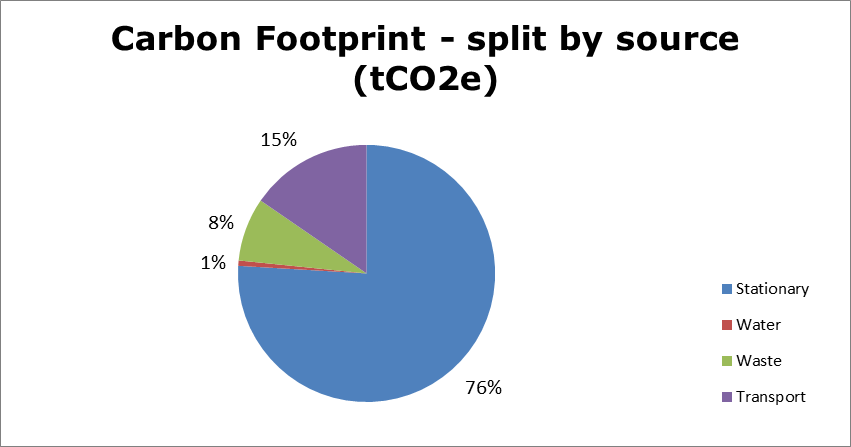 Carbon Footprint - split by source
(tCO2e)
15%
8%
1%
76%
Stationary
Water
Waste
Transport